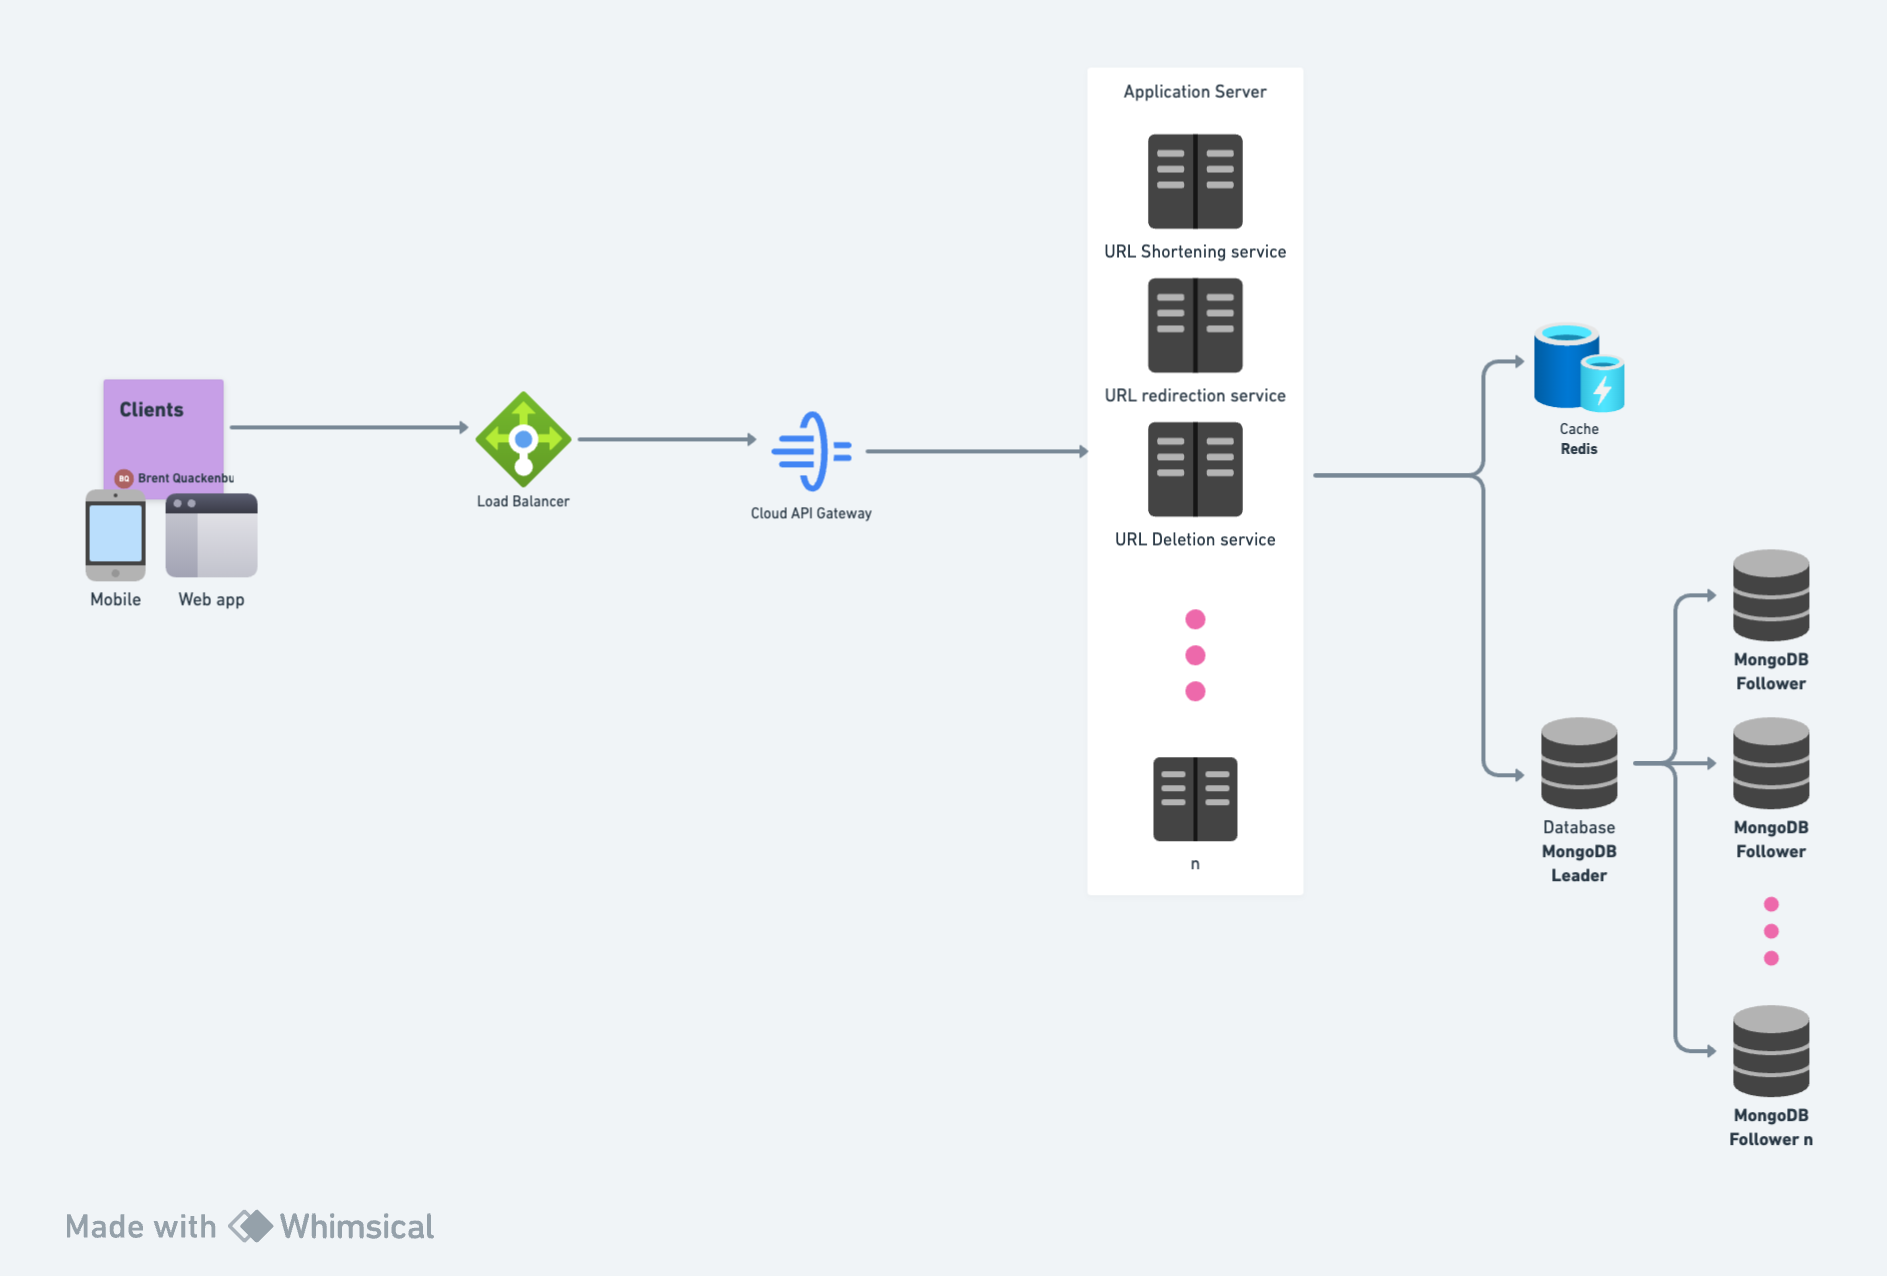 Application Server
URL Shortening service
URL redirection service
URL Deletion service
n
Clients
BQ
Brent Quackenbu
Mobile
Web app
Load Balancer
Cloud API Gateway
Cache
Redis
Database
MongoDB
Leader
MongoDB
Follower
MongoDB
Follower
MongoDB
Follower n
Made with Whimsical